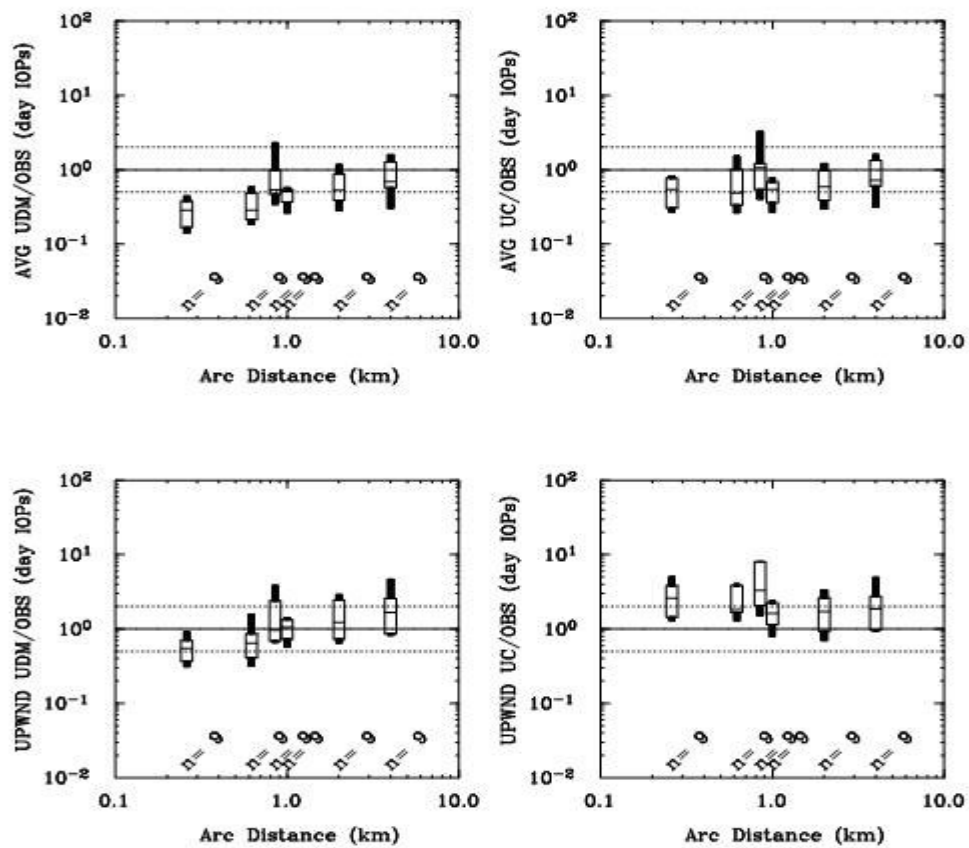 AVG UDM/OBS (day IOPs)
10²
10¹
10⁰
10⁻¹
10⁻²
n= 9
n= 9
n= 9
n= 9
n= 9
n= 9
0.1 1.0 10.0
Arc Distance (km)
AVG UC/OBS (day IOPs)
10²
10¹
10⁰
10⁻¹
10⁻²
n= 9
n= 9
n= 9
n= 9
n= 9
n= 9
0.1 1.0 10.0
Arc Distance (km)
UPWND UDM/OBS (day IOPs)
10²
10¹
10⁰
10⁻¹
10⁻²
n= 9
n= 9
n= 9
n= 9
n= 9
n= 9
0.1 1.0 10.0
Arc Distance (km)
UPWND UC/OBS (day IOPs)
10²
10¹
10⁰
10⁻¹
10⁻²
n= 9
n= 9
n= 9
n= 9
n= 9
n= 9
0.1 1.0 10.0
Arc Distance (km)